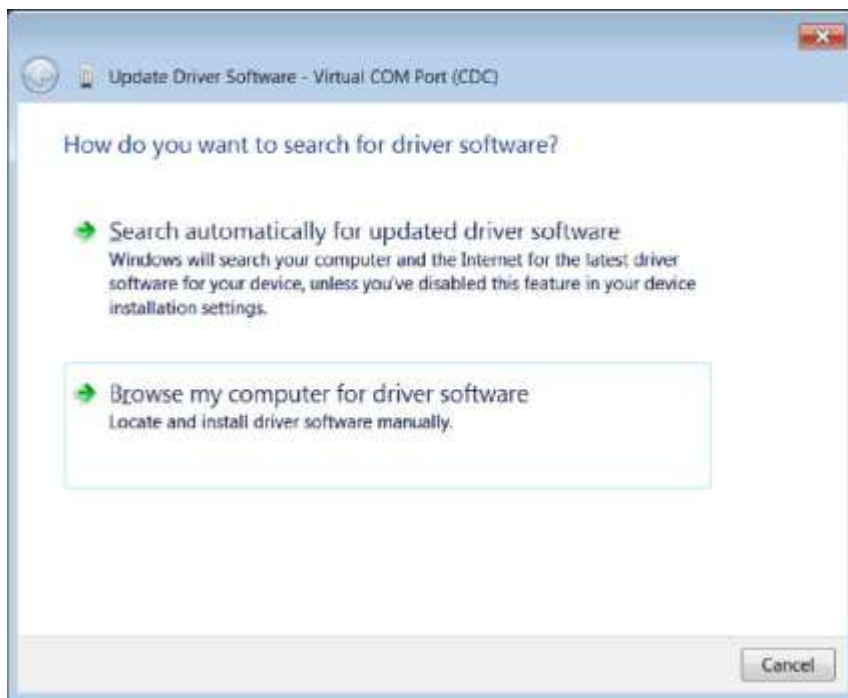 Update Driver Software - Virtual COM Port (CDC)
How do you want to search for driver software?
Search automatically for updated driver software
Windows will search your computer and the Internet for the latest driver
software for your device, unless you've disabled this feature in your device
installation settings.
Browse my computer for driver software
Locate and install driver software manually.
Cancel